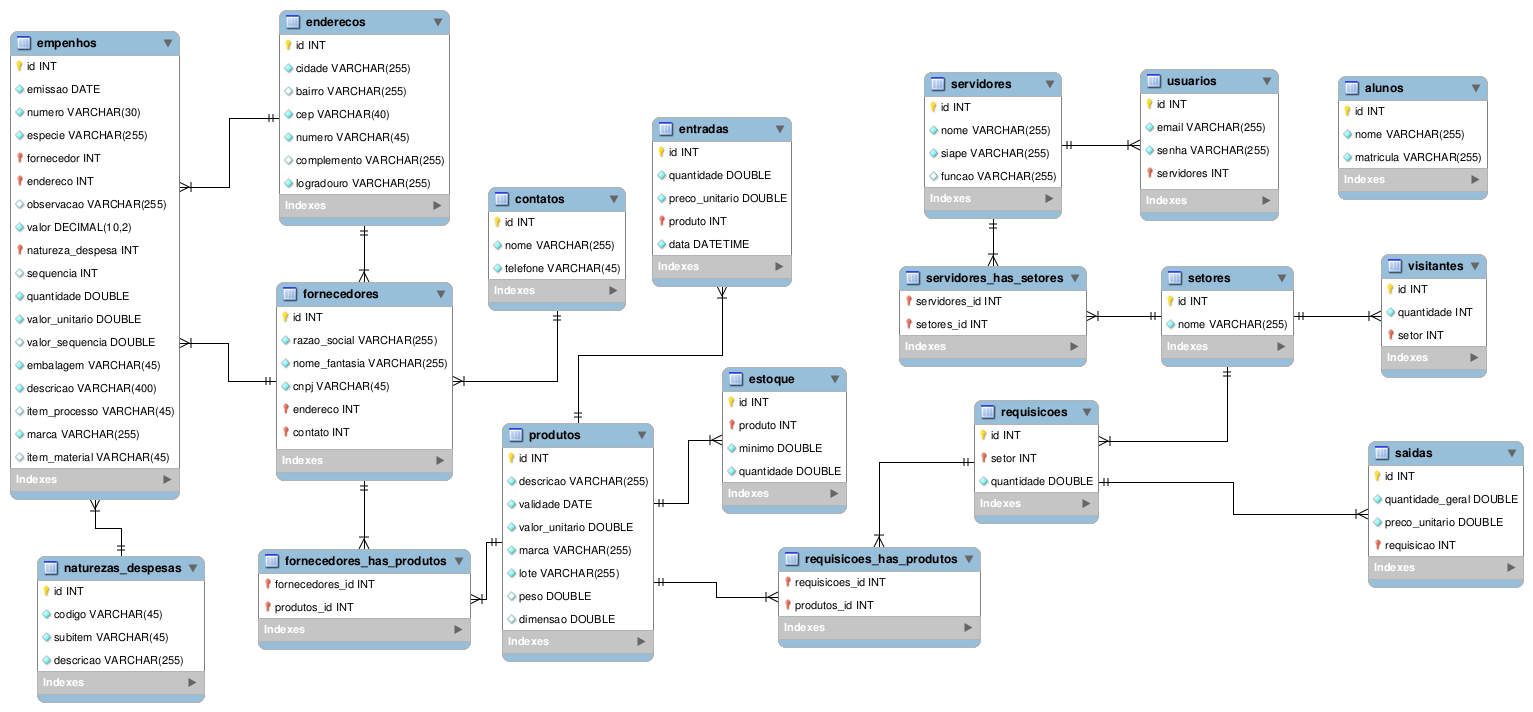 empenhos
id INT
emissao DATE
numero VARCHAR(30)
especie VARCHAR(255)
fornecedor INT
endereco INT
observacao VARCHAR(255)
valor DECIMAL(10,2)
natureza_despesa INT
sequencia INT
quantidade DOUBLE
valor_unitario DOUBLE
valor_sequencia DOUBLE
embalagem VARCHAR(45)
descricao VARCHAR(400)
item_processo VARCHAR(45)
marca VARCHAR(255)
item_material VARCHAR(45)
Indexes
naturezas_despesas
id INT
codigo VARCHAR(45)
subitem VARCHAR(45)
descricao VARCHAR(255)
Indexes
enderecos
id INT
cidade VARCHAR(255)
bairro VARCHAR(255)
cep VARCHAR(40)
numero VARCHAR(45)
complemento VARCHAR(255)
logradouro VARCHAR(255)
Indexes
fornecedores
id INT
razao_social VARCHAR(255)
nome_fantasia VARCHAR(255)
cnpj VARCHAR(45)
endereco INT
contato INT
Indexes
fornecedores_has_produtos
fornecedores_id INT
produtos_id INT
Indexes
contatos
id INT
nome VARCHAR(255)
telefone VARCHAR(45)
Indexes
entradas
id INT
quantidade DOUBLE
preco_unitario DOUBLE
produto INT
data DATETIME
Indexes
produtos
id INT
descricao VARCHAR(255)
validade DATE
valor_unitario DOUBLE
marca VARCHAR(255)
lote VARCHAR(255)
peso DOUBLE
dimensao DOUBLE
Indexes
estoque
id INT
produto INT
minimo DOUBLE
quantidade DOUBLE
Indexes
requisicoes_has_produtos
requisicoes_id INT
produtos_id INT
Indexes
servidores
id INT
nome VARCHAR(255)
siape VARCHAR(255)
funcao VARCHAR(255)
Indexes
servidores_has_setores
servidores_id INT
setores_id INT
Indexes
requisicoes
id INT
setor INT
quantidade DOUBLE
Indexes
usuarios
id INT
email VARCHAR(255)
senha VARCHAR(255)
servidores INT
Indexes
setores
id INT
nome VARCHAR(255)
Indexes
alunos
id INT
nome VARCHAR(255)
matricula VARCHAR(255)
Indexes
visitantes
id INT
quantidade INT
setor INT
Indexes
saidas
id INT
quantidade_geral DOUBLE
preco_unitario DOUBLE
requisicao INT
Indexes